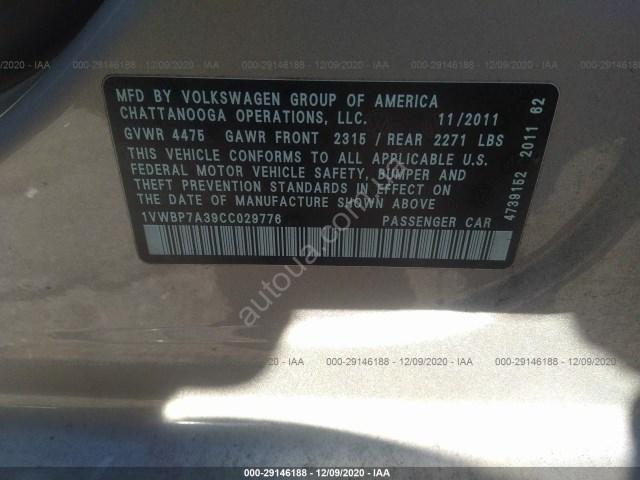 000-29146188 - 12/09/2020 - IAA
MFD BY VOLKSWAGEN GROUP OF AMERICA
CHATTANOOGA OPERATIONS, LLC. 11/2011
GVWR 4475 GAWR FRONT 2315 / REAR 2271 LBS
THIS VEHICLE CONFORMS TO ALL APPLICABLE U.S.
FEDERAL MOTOR VEHICLE SAFETY, BUMPER AND
THEFT PREVENTION STANDARDS IN EFFECT ON
THE DATE OF MANUFACTURE SHOWN ABOVE
1VWBP7A39CC029776 PASSENGER CAR
4739152 2011 62
autoua.com
000-29146188 - 12/09/2020 - IAA
000-29146188 - 12/09/2020 - IAA